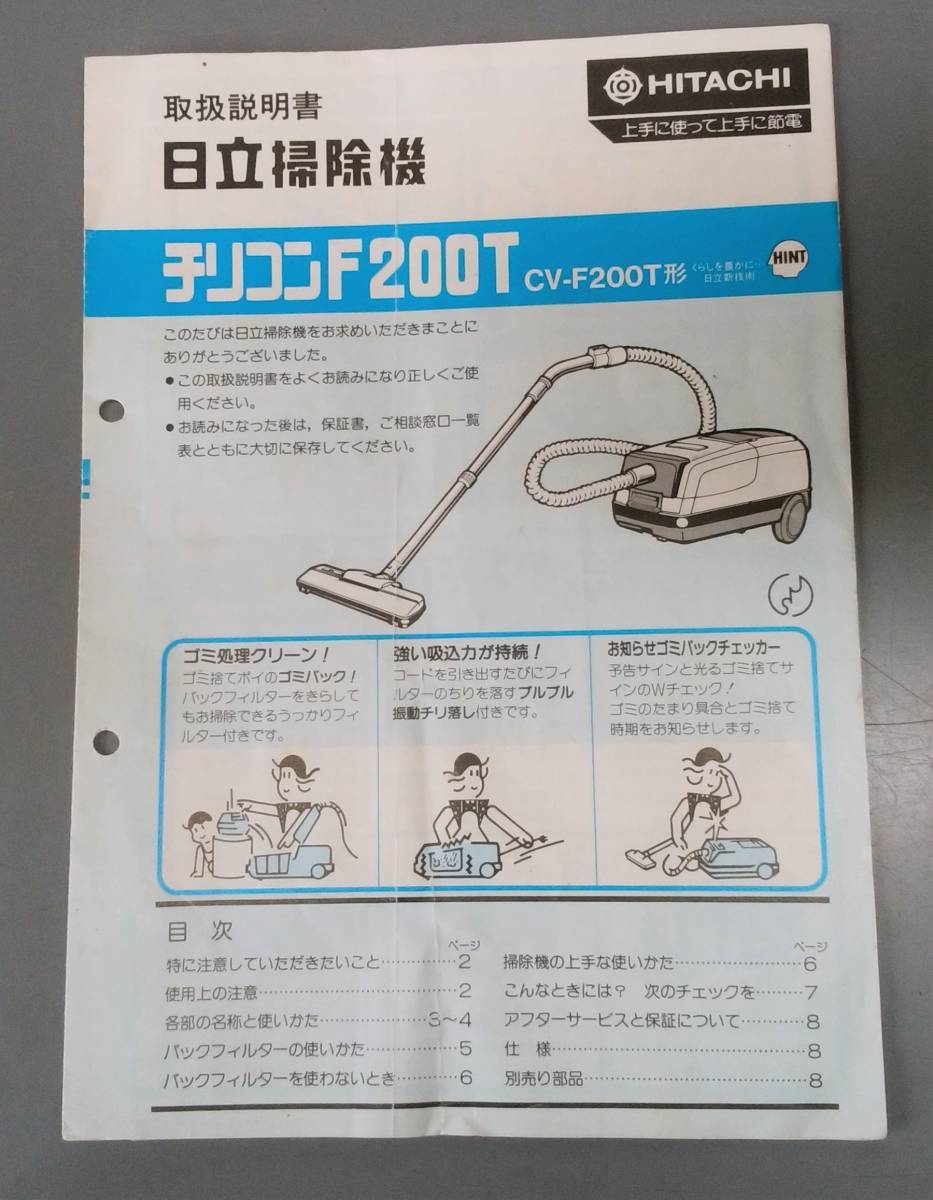 取扱説明書
日立掃除機
HITACHI
上手に使って上手に節電
チリコンF200T CV-F200T形
くらしを豊かに…
日立新技術
HINT
このたびは日立掃除機をお求めいただきまことに
ありがとうございました。
●この取扱説明書をよくお読みになり正しくご使
用ください。
●お読みになった後は，保証書，ご相談窓口一覧
表とともに大切に保存してください。
ゴミ処理クリーン！
ゴミ捨てポイのゴミパック！
パックフィルターをきらして
もお掃除できるうっかりフィ
ルター付きです。
強い吸込力が持続！
コードを引き出すたびにフィ
ルターのちりを落すブルブル
振動チリ落し付きです。
お知らせゴミパックチェッカー
予告サインと光るゴミ捨てサ
インのWチェック！
ゴミのたまり具合とゴミ捨て
時期をお知らせします。
目 次
ページ
特に注意していただきたいこと……………2
使用上の注意……………………………2
各部の名称と使いかた…………………3〜4
パックフィルターの使いかた………………5
パックフィルターを使わないとき…………6
ページ
掃除機の上手な使いかた……………………6
こんなときには？ 次のチェックを………7
アフターサービスと保証について…………8
仕 様………………………………………8
別売り部品…………………………………8